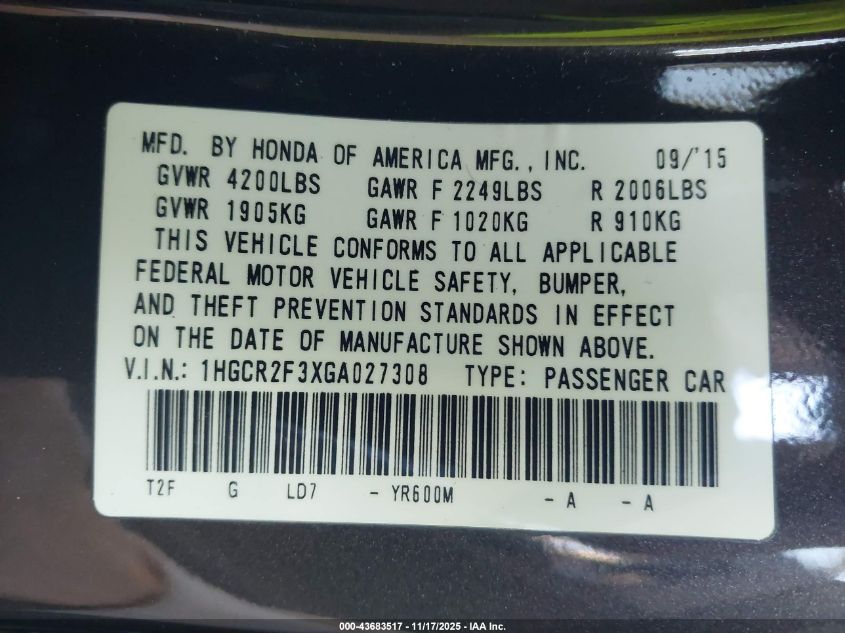 MFD. BY HONDA OF AMERICA MFG., INC. 09/'15
GVWR 4200LBS GAWR F 2249LBS R 2006LBS
GVWR 1905KG GAWR F 1020KG R 910KG
THIS VEHICLE CONFORMS TO ALL APPLICABLE
FEDERAL MOTOR VEHICLE SAFETY, BUMPER,
AND THEFT PREVENTION STANDARDS IN EFFECT
ON THE DATE OF MANUFACTURE SHOWN ABOVE.
V.I.N.: 1HGCR2F3XGA027308 TYPE: PASSENGER CAR
T2F G LD7 - YR600M - A - A
000-43683517 - 11/17/2025 - IAA Inc.